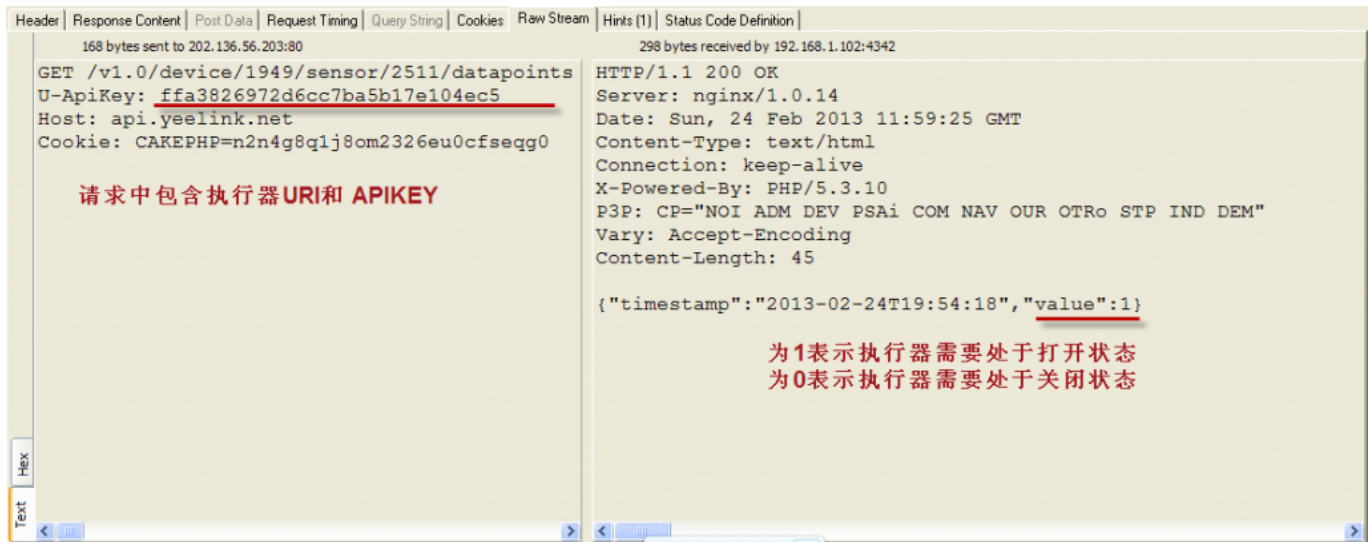 Header Response Content Post Data Request Timing Query String Cookies Raw Stream Hints (1) Status Code Definition
168 bytes sent to 202.136.56.203:80
GET /v1.0/device/1949/sensor/2511/datapoints
U-ApiKey: ffa3826972d6cc7ba5b17e104ec5
Host: api.yeelink.net
Cookie: CAKEPHP=n2n4g8q1j8om2326eu0cfseqg0
请求中包含执行器URI和 APIKEY
298 bytes received by 192.168.1.102:4342
HTTP/1.1 200 OK
Server: nginx/1.0.14
Date: Sun, 24 Feb 2013 11:59:25 GMT
Content-Type: text/html
Connection: keep-alive
X-Powered-By: PHP/5.3.10
P3P: CP="NOI ADM DEV PSAi COM NAV OUR OTRo STP IND DEM"
Vary: Accept-Encoding
Content-Length: 45
{"timestamp":"2013-02-24T19:54:18","value":1}
为1表示执行器需要处于打开状态
为0表示执行器需要处于关闭状态
Hex
Text